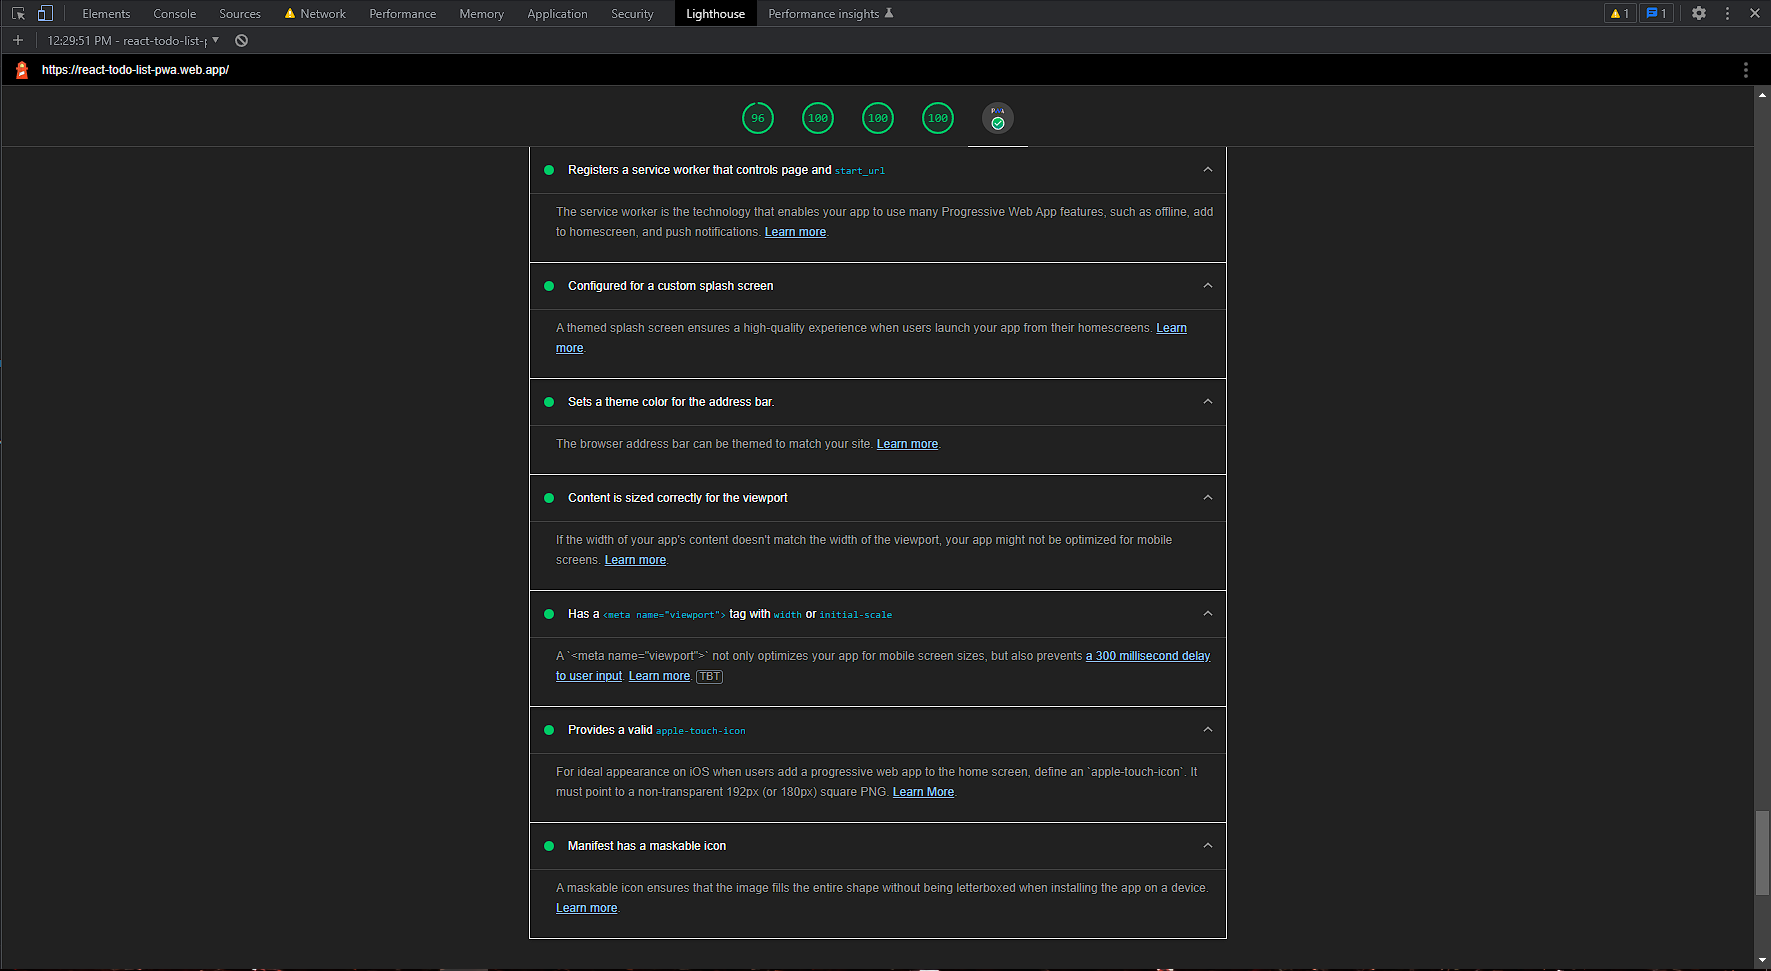 Elements Console Sources Network Performance Memory Application Security Lighthouse Performance insights 1 1
12:29:51 PM - react-todo-list-p
https://react-todo-list-pwa.web.app/
96 100 100 100 PWA
Registers a service worker that controls page and start_url
The service worker is the technology that enables your app to use many Progressive Web App features, such as offline, add
to homescreen, and push notifications. Learn more.
Configured for a custom splash screen
A themed splash screen ensures a high-quality experience when users launch your app from their homescreens. Learn
more.
Sets a theme color for the address bar.
The browser address bar can be themed to match your site. Learn more.
Content is sized correctly for the viewport
If the width of your app's content doesn't match the width of the viewport, your app might not be optimized for mobile
screens. Learn more.
Has a <meta name="viewport"> tag with width or initial-scale
A `<meta name="viewport">` not only optimizes your app for mobile screen sizes, but also prevents a 300 millisecond delay
to user input. Learn more. TBT
Provides a valid apple-touch-icon
For ideal appearance on iOS when users add a progressive web app to the home screen, define an `apple-touch-icon`. It
must point to a non-transparent 192px (or 180px) square PNG. Learn More.
Manifest has a maskable icon
A maskable icon ensures that the image fills the entire shape without being letterboxed when installing the app on a device.
Learn more.